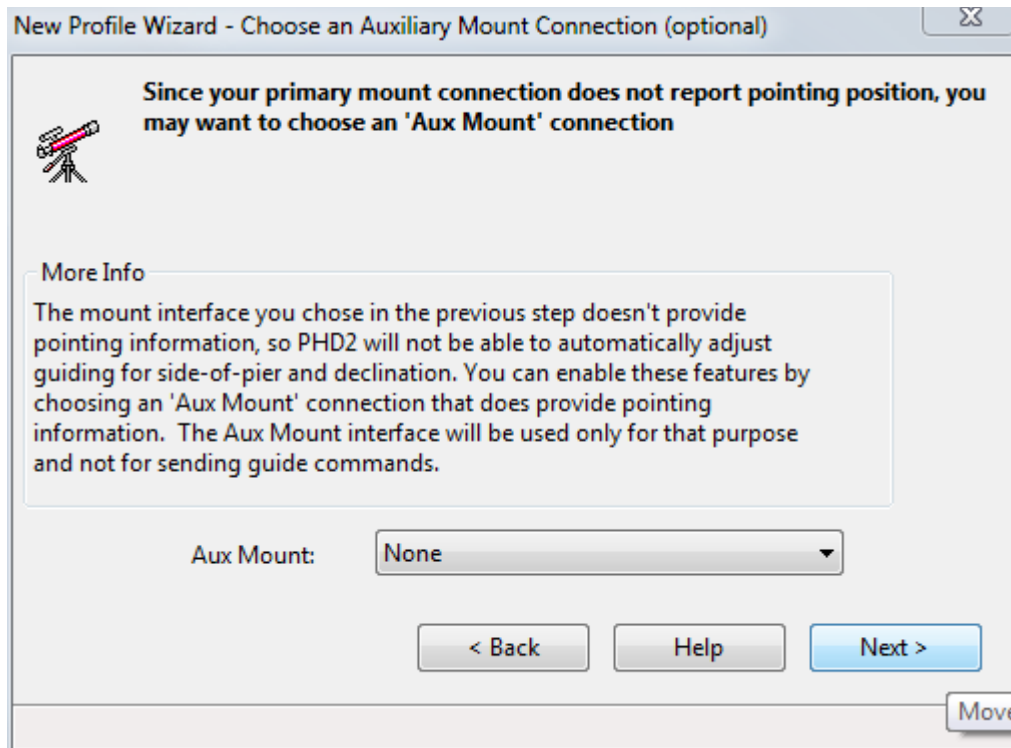 New Profile Wizard - Choose an Auxiliary Mount Connection (optional)
Since your primary mount connection does not report pointing position, you
may want to choose an 'Aux Mount' connection
More Info
The mount interface you chose in the previous step doesn't provide
pointing information, so PHD2 will not be able to automatically adjust
guiding for side-of-pier and declination. You can enable these features by
choosing an 'Aux Mount' connection that does provide pointing
information.  The Aux Mount interface will be used only for that purpose
and not for sending guide commands.
Aux Mount: None
< Back Help Next >
Move